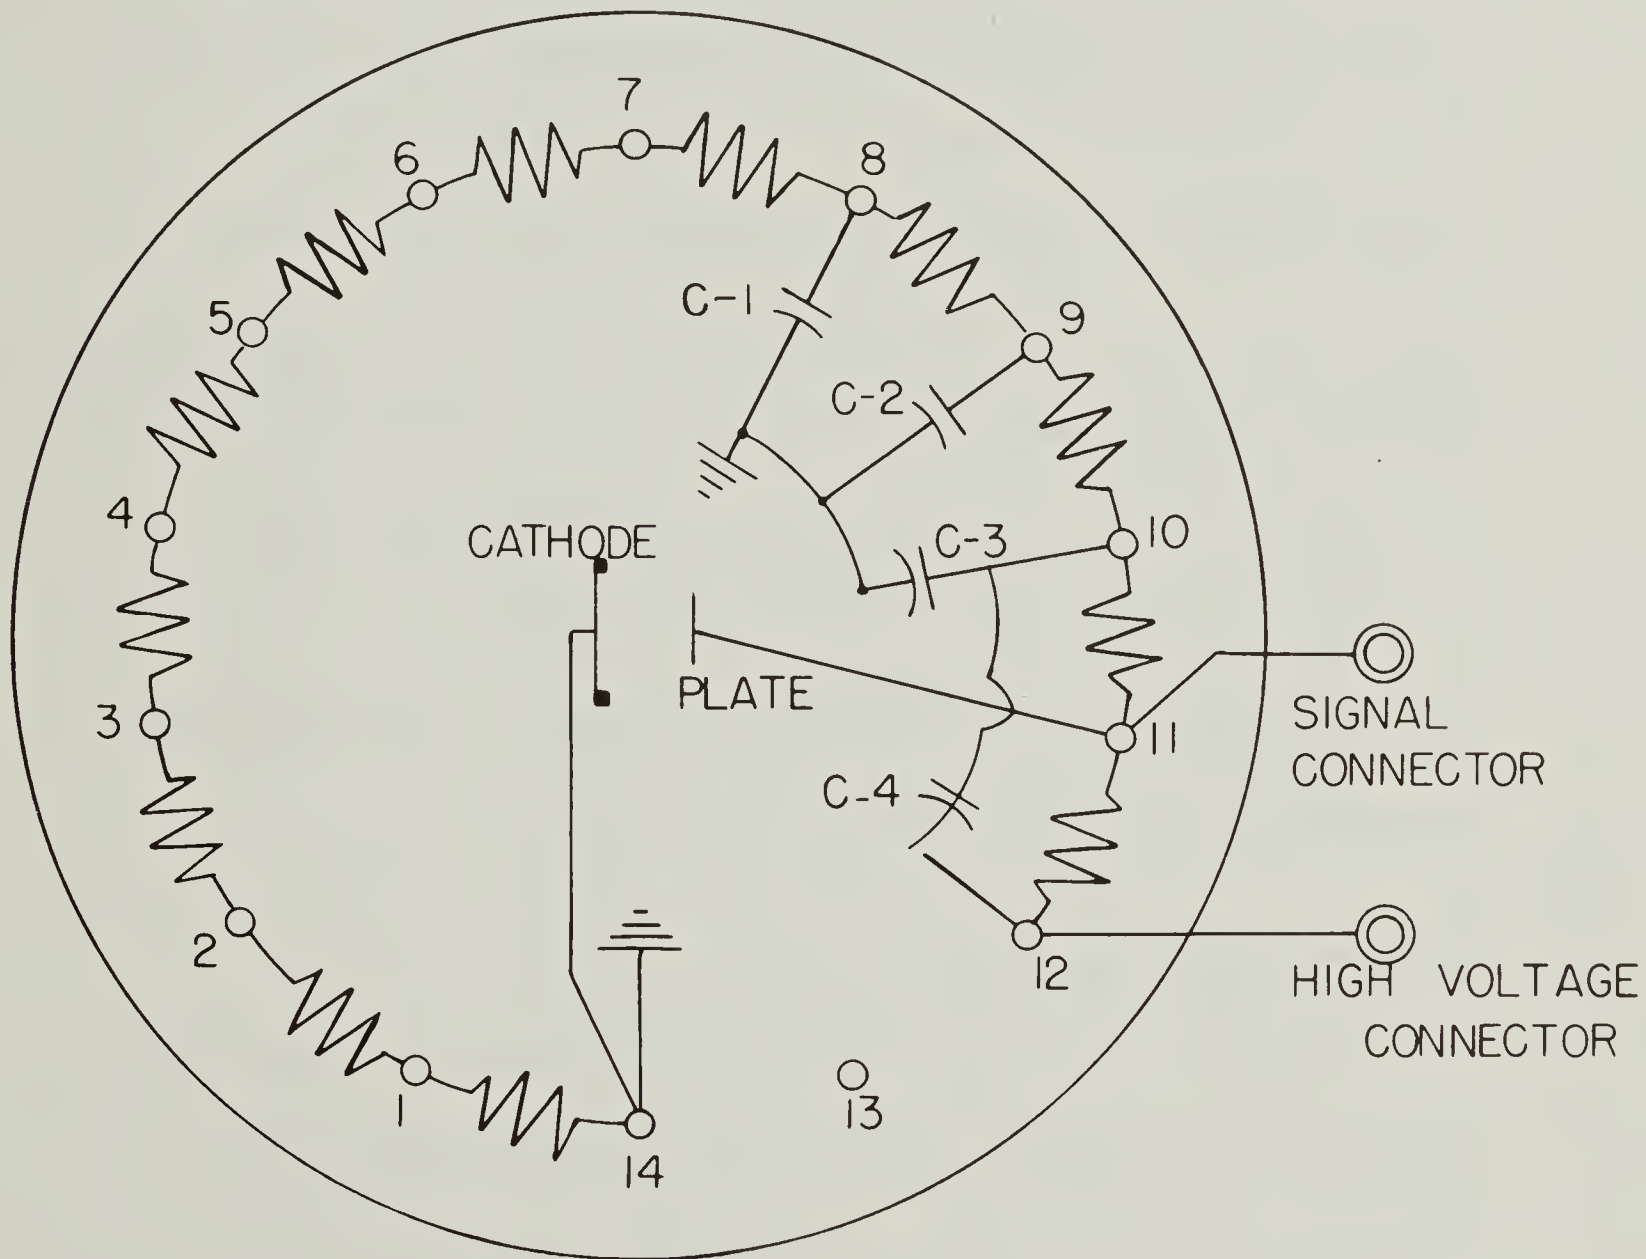 7
6
8
C-1
5
9
C-2
4
10
CATHODE
C-3
PLATE
3
11
SIGNAL
CONNECTOR
C-4
2
12
HIGH VOLTAGE
CONNECTOR
1
13
14